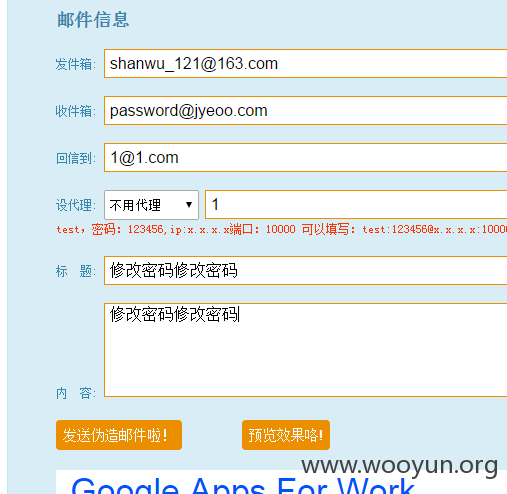 邮件信息
发件箱: shanwu_121@163.com
收件箱: password@jyeoo.com
回信到: 1@1.com
设代理: 不用代理 ▼ 1
test，密码：123456,ip:x.x.x.x端口：10000 可以填写：test:123456@x.x.x.x:10000
标　题: 修改密码修改密码
修改密码修改密码
内　容:
发送伪造邮件啦! 预览效果咯!
www.wooyun.org
Google Apps For Work